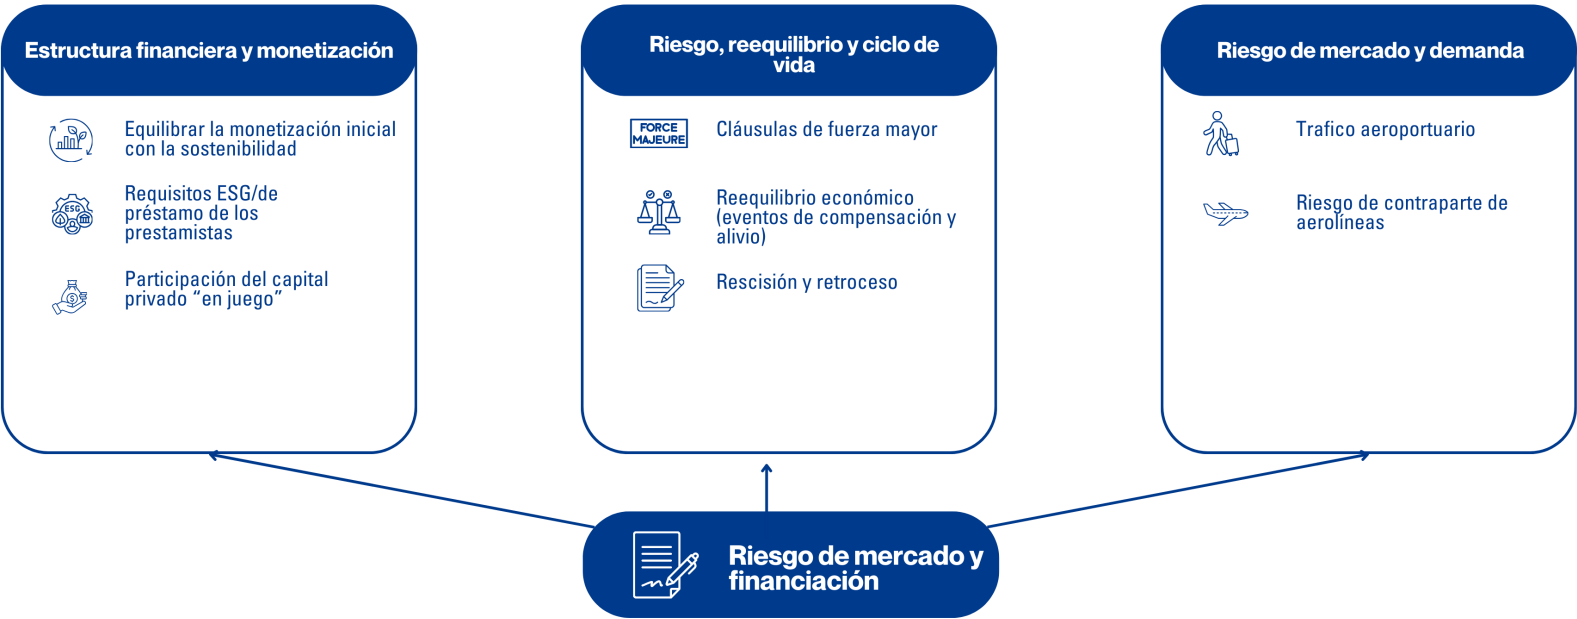 Estructura financiera y monetización
Equilibrar la monetización inicial
con la sostenibilidad
ESG
Requisitos ESG/de
préstamo de los
prestamistas
$
Participación del capital
privado “en juego”
Riesgo, reequilibrio y ciclo de
vida
FORCE
MAJEURE
Cláusulas de fuerza mayor
Reequilibrio económico
(eventos de compensación y
alivio)
Rescisión y retroceso
Riesgo de mercado y demanda
Trafico aeroportuario
Riesgo de contraparte de
aerolíneas
Riesgo de mercado y
financiación